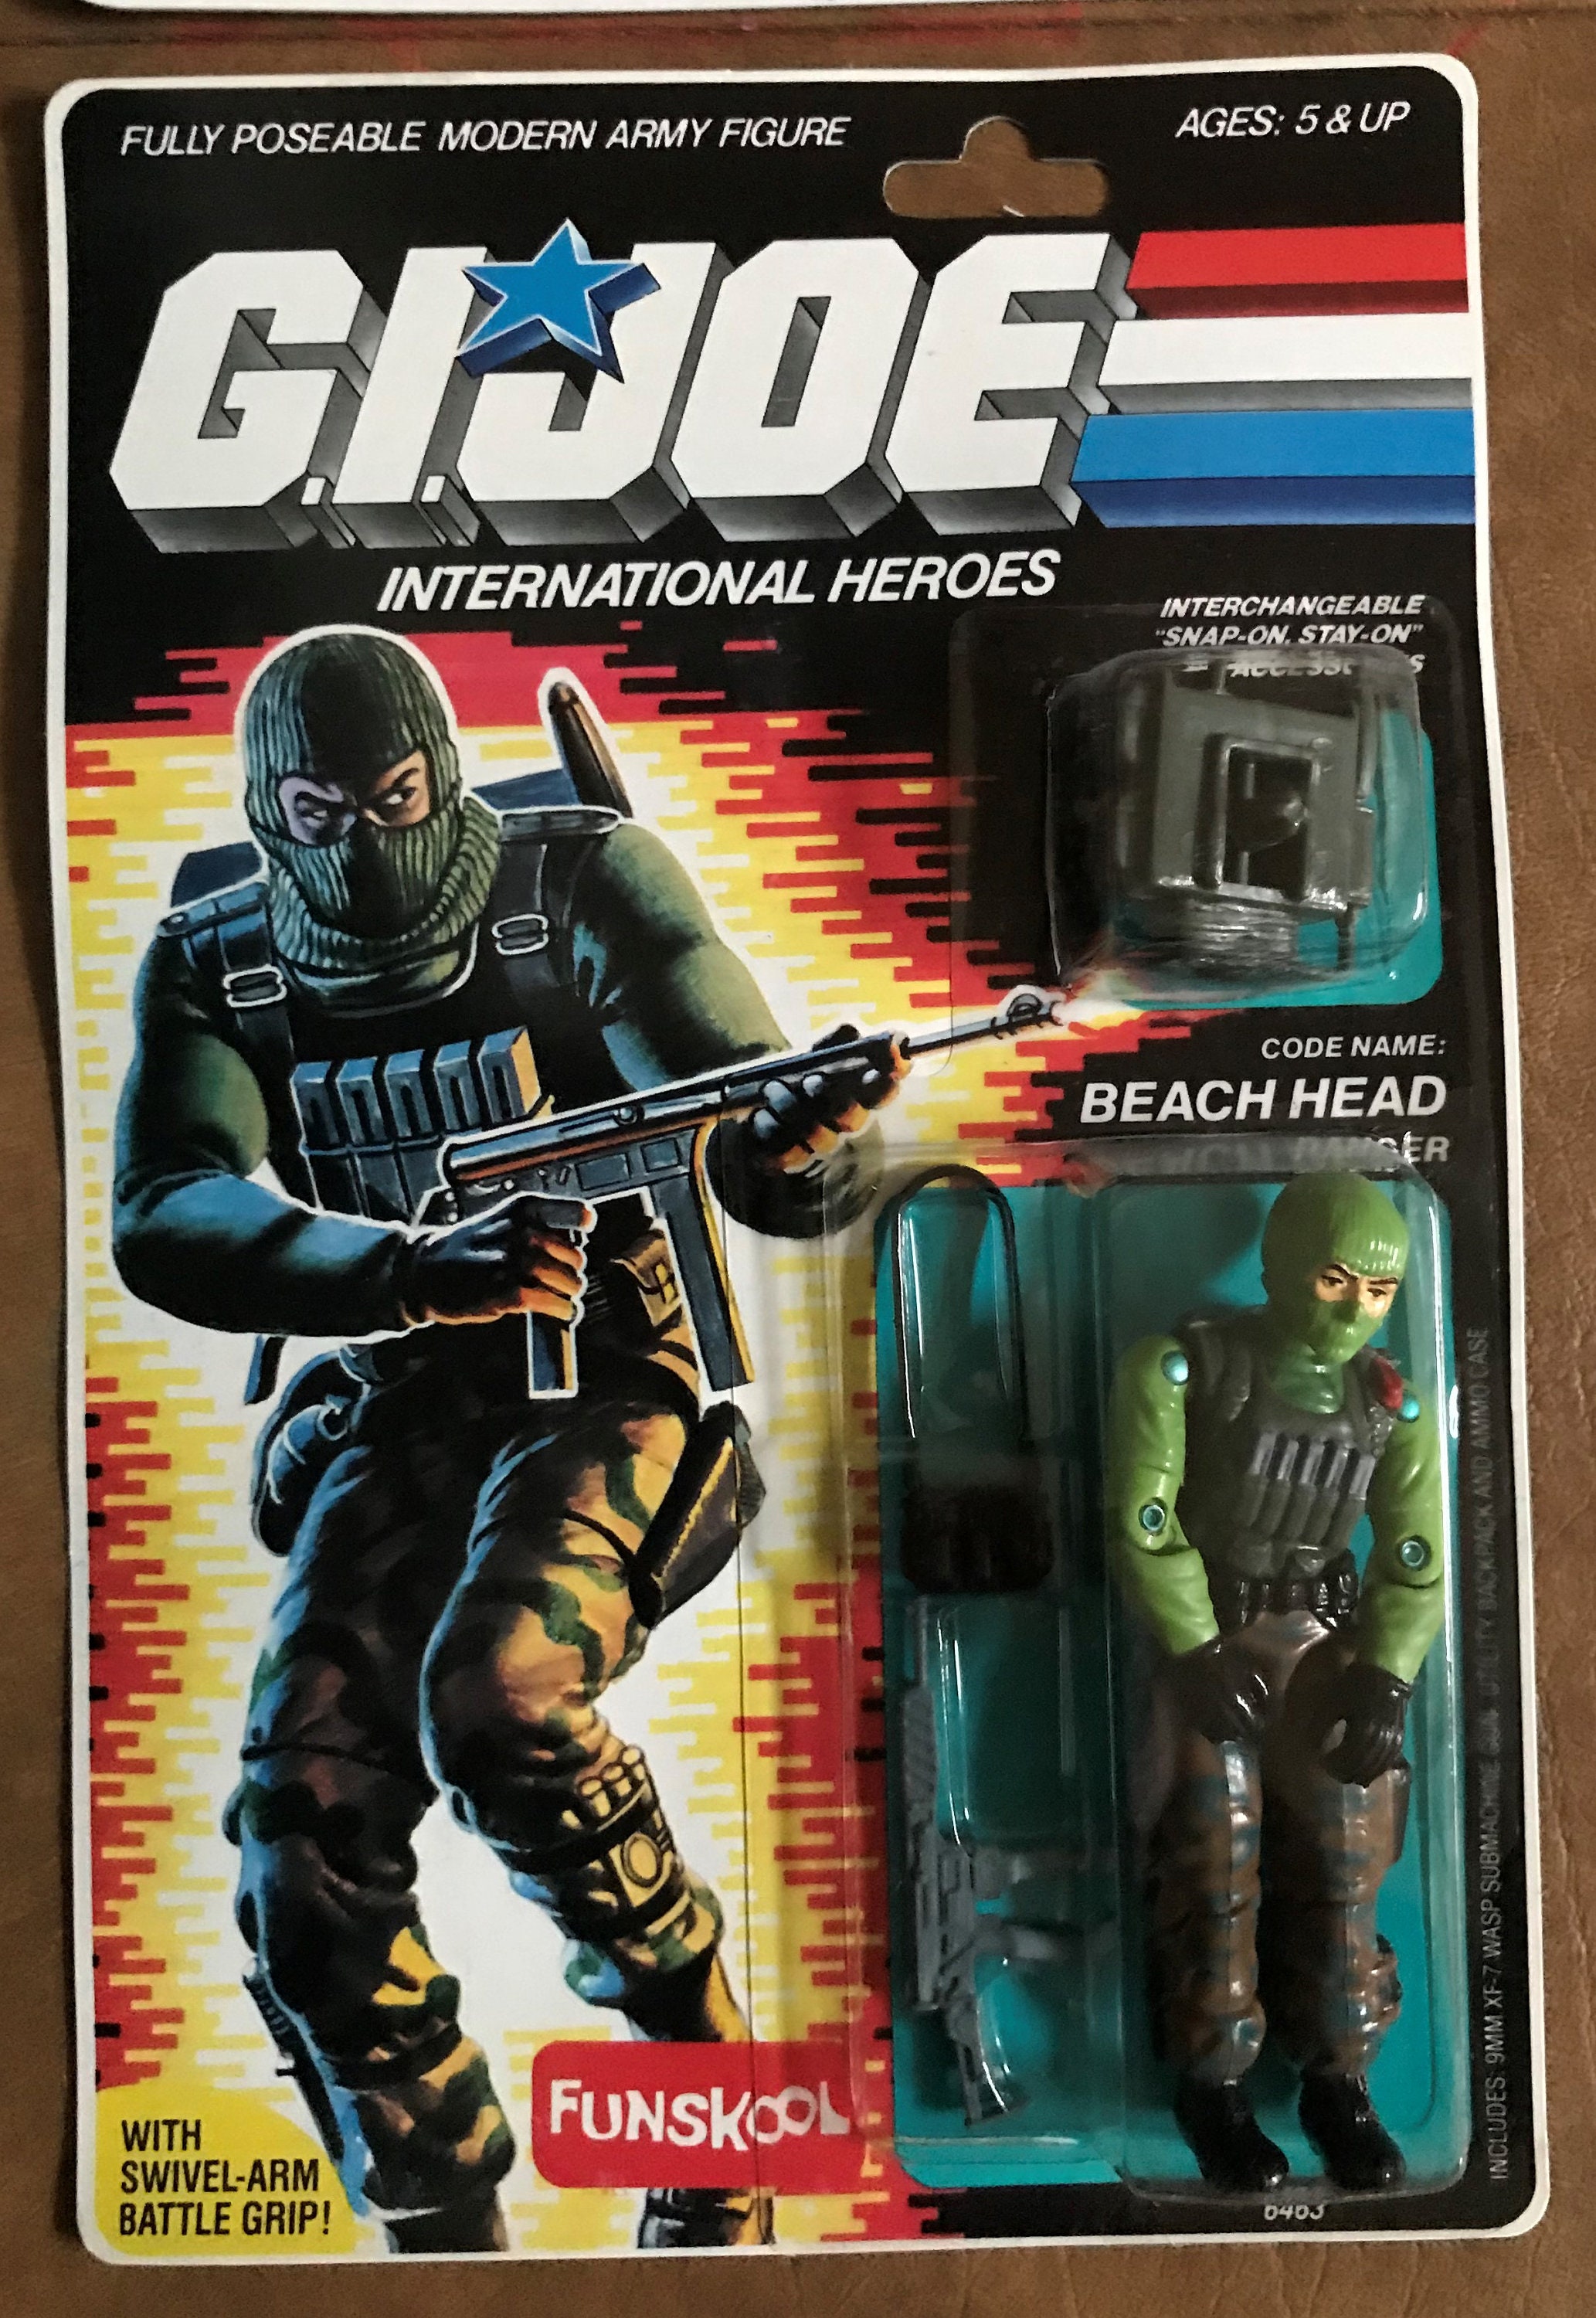 FULLY POSEABLE MODERN ARMY FIGURE
AGES: 5 & UP
G.I.JOE
INTERNATIONAL HEROES
INTERCHANGEABLE
"SNAP-ON, STAY-ON"
CODE NAME:
BEACH HEAD
RANGER
INCLUDES: 9MM XF-7 WASP SUBMACHINE GUN, UTILITY BACKPACK AND AMMO CASE
FUNSKOOL
WITH
SWIVEL-ARM
BATTLE GRIP!
6463